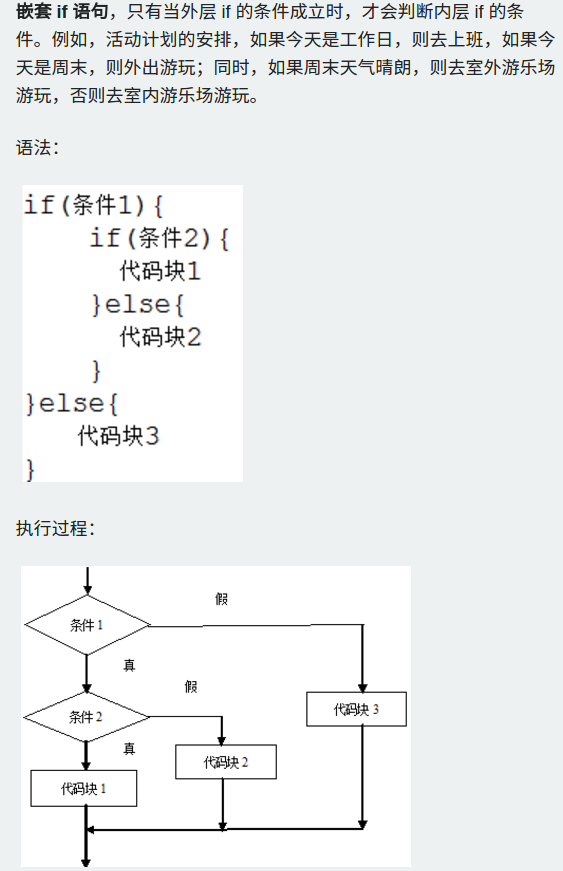 嵌套 if 语句，只有当外层 if 的条件成立时，才会判断内层 if 的条
件。例如，活动计划的安排，如果今天是工作日，则去上班，如果今
天是周末，则外出游玩；同时，如果周末天气晴朗，则去室外游乐场
游玩，否则去室内游乐场游玩。
语法：
if(条件1){
if(条件2){
代码块1
}else{
代码块2
}
}else{
代码块3
}
执行过程：
假
条件 1
真
假
条件 2
代码块 3
真
代码块 2
代码块 1